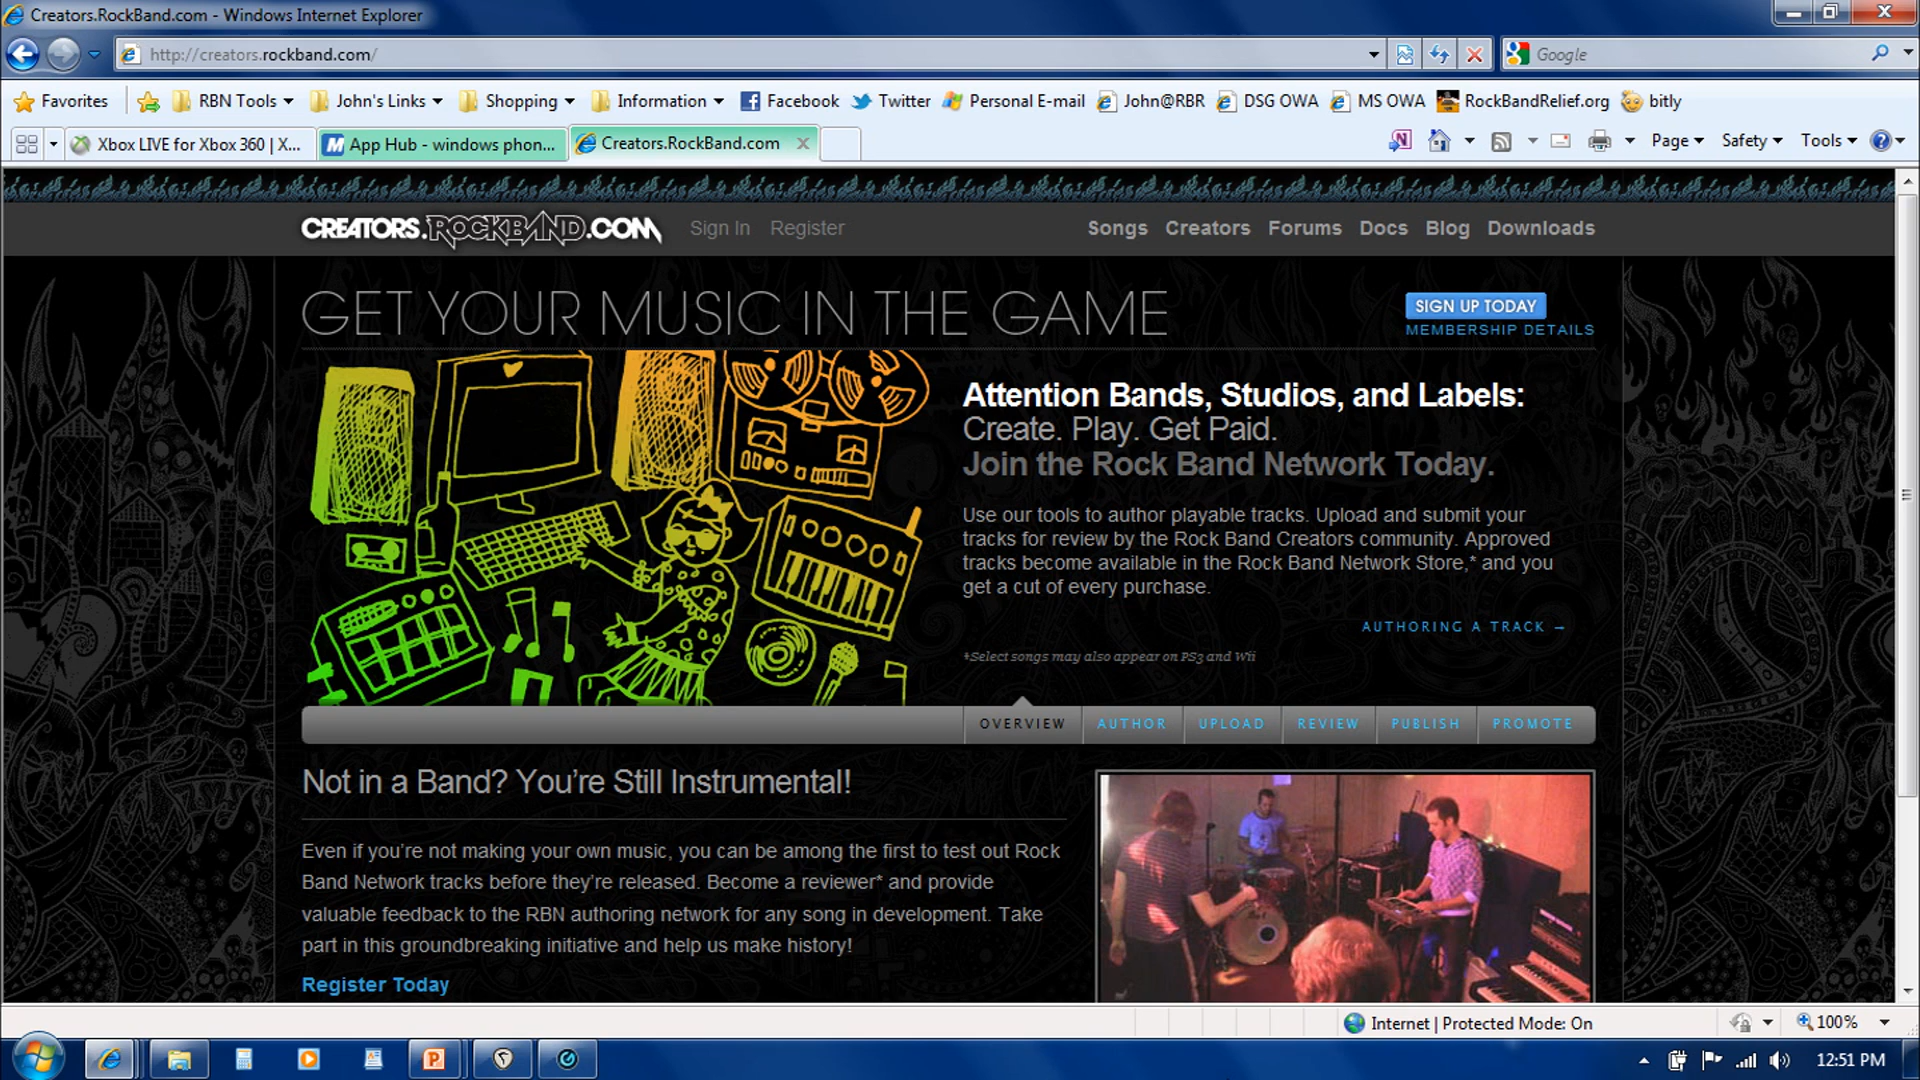 Creators.RockBand.com - Windows Internet Explorer
http://creators.rockband.com/
Google
Favorites RBN Tools John's Links Shopping Information Facebook Twitter Personal E-mail John@RBR DSG OWA MS OWA RockBandRelief.org bitly
Xbox LIVE for Xbox 360 | X... App Hub - windows phon... Creators.RockBand.com Page Safety Tools
CREATORS.ROCKBAND.COM Sign In Register Songs Creators Forums Docs Blog Downloads
GET YOUR MUSIC IN THE GAME
SIGN UP TODAY
MEMBERSHIP DETAILS
Attention Bands, Studios, and Labels:
Create. Play. Get Paid.
Join the Rock Band Network Today.
Use our tools to author playable tracks. Upload and submit your
tracks for review by the Rock Band Creators community. Approved
tracks become available in the Rock Band Network Store,* and you
get a cut of every purchase.
AUTHORING A TRACK →
*Select songs may also appear on PS3 and Wii
OVERVIEW AUTHOR UPLOAD REVIEW PUBLISH PROMOTE
Not in a Band? You're Still Instrumental!
Even if you're not making your own music, you can be among the first to test out Rock
Band Network tracks before they're released. Become a reviewer* and provide
valuable feedback to the RBN authoring network for any song in development. Take
part in this groundbreaking initiative and help us make history!
Register Today
Internet | Protected Mode: On
100%
12:51 PM